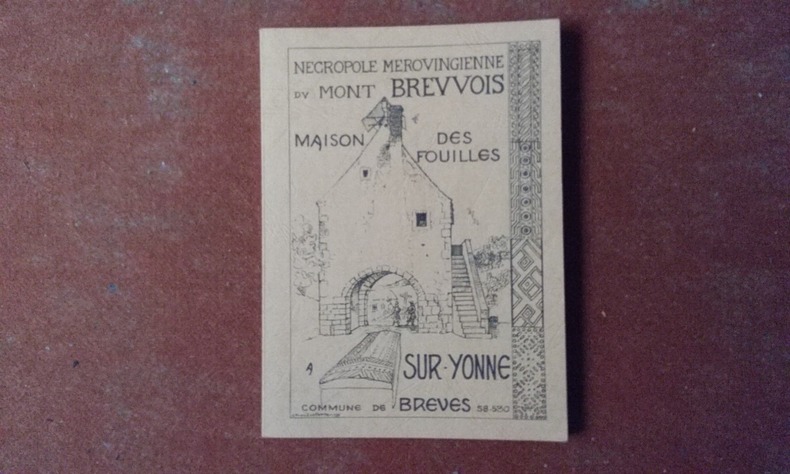 NECROPOLE MEROVINGIENNE
DV MONT BREVVOIS
MAISON DES
FOUILLES
A SUR-YONNE
COMMUNE DE BREVES 58-530